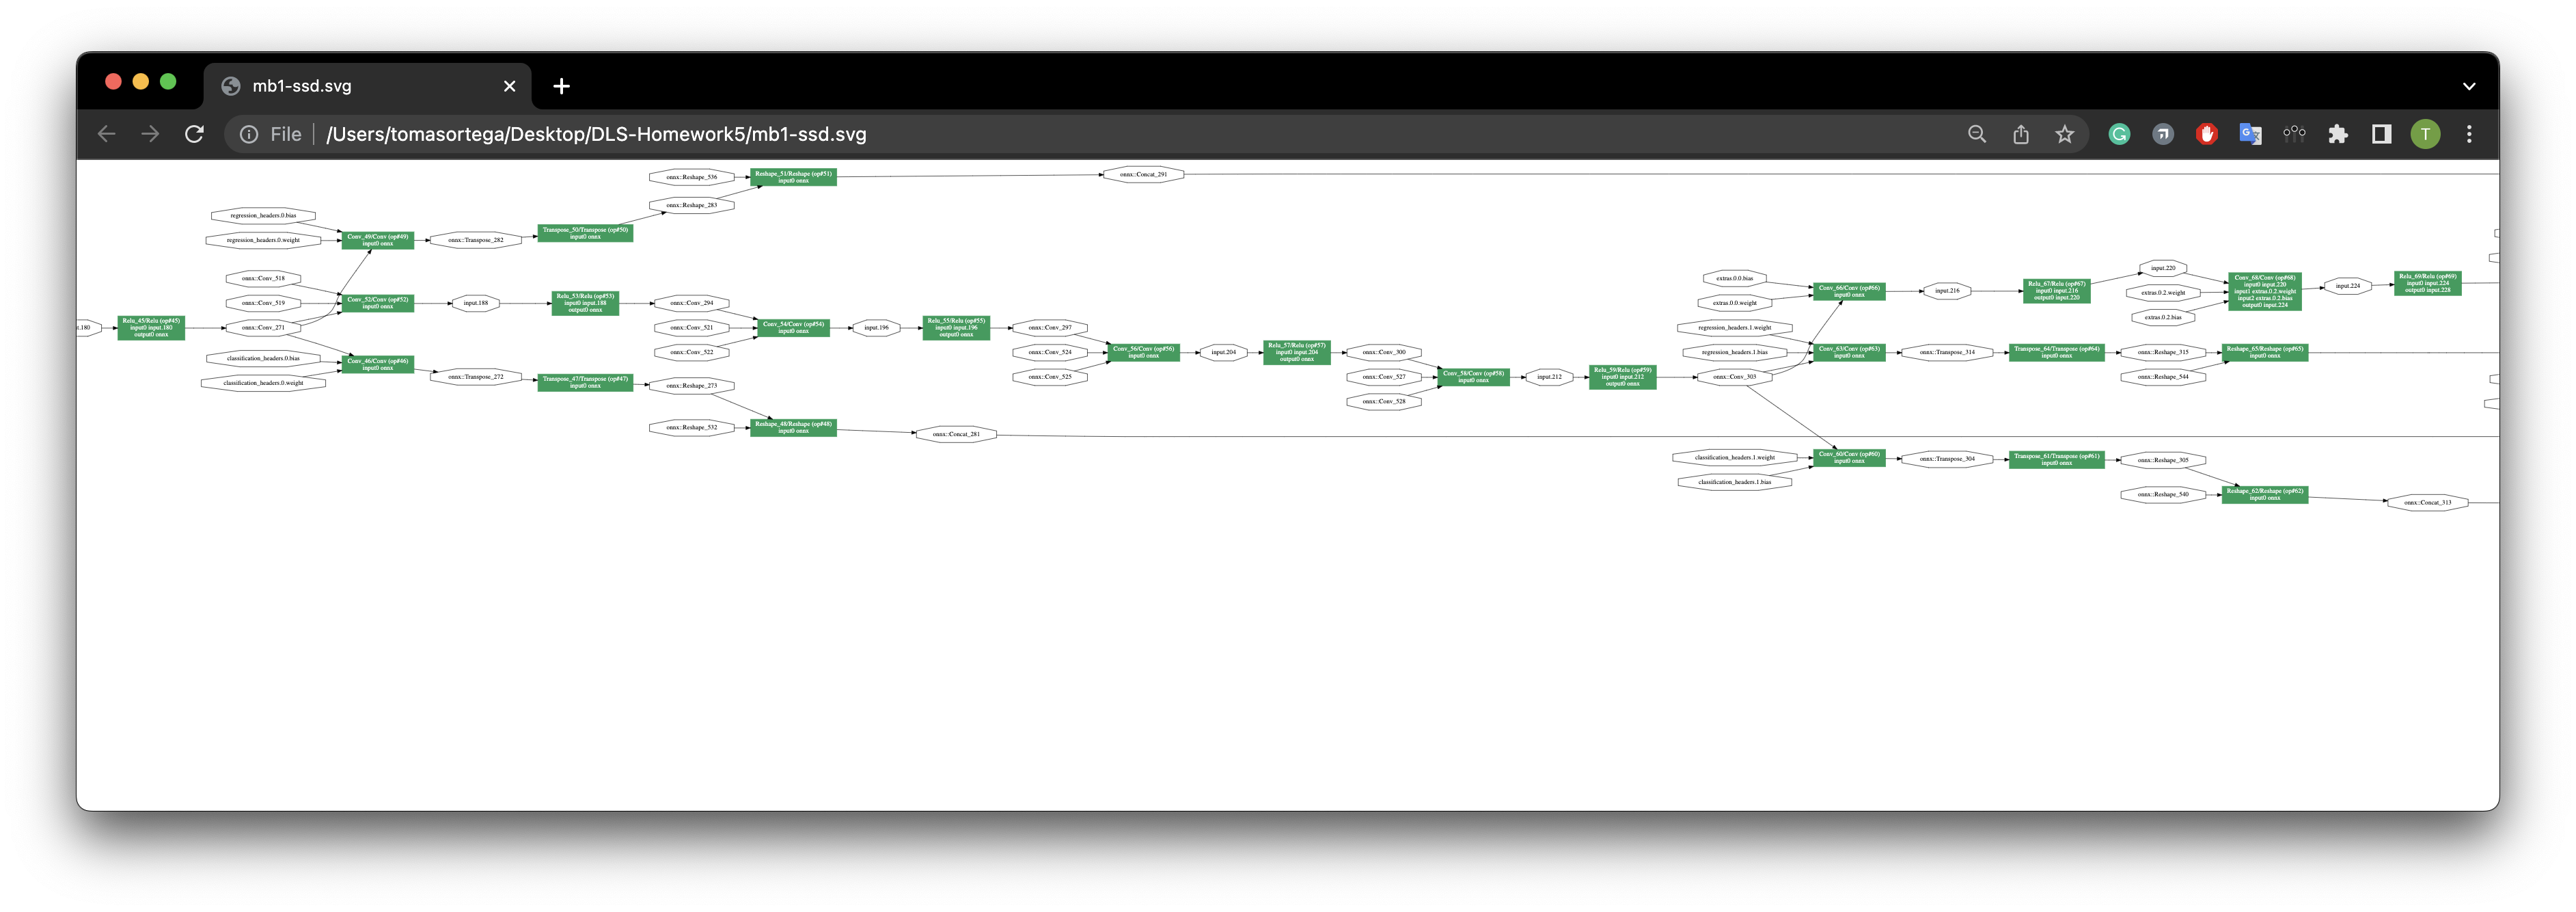 mb1-ssd.svg
File
/Users/tomasortega/Desktop/DLS-Homework5/mb1-ssd.svg
T
onnx::Reshape_536
Reshape_51/Reshape (op#51)
input0 onnx
onnx::Concat_291
onnx::Reshape_283
regression_headers.0.bias
regression_headers.0.weight
Conv_49/Conv (op#49)
input0 onnx
onnx::Transpose_282
Transpose_50/Transpose (op#50)
input0 onnx
onnx::Conv_518
onnx::Conv_519
Conv_52/Conv (op#52)
input0 onnx
input.188
Relu_53/Relu (op#53)
input0 input.188
output0 onnx
onnx::Conv_294
.180
Relu_45/Relu (op#45)
input0 input.180
output0 onnx
onnx::Conv_271
onnx::Conv_521
onnx::Conv_522
Conv_54/Conv (op#54)
input0 onnx
input.196
Relu_55/Relu (op#55)
input0 input.196
output0 onnx
onnx::Conv_297
onnx::Conv_524
onnx::Conv_525
Conv_56/Conv (op#56)
input0 onnx
input.204
Relu_57/Relu (op#57)
input0 input.204
output0 onnx
onnx::Conv_300
onnx::Conv_527
onnx::Conv_528
Conv_58/Conv (op#58)
input0 onnx
input.212
Relu_59/Relu (op#59)
input0 input.212
output0 onnx
onnx::Conv_303
classification_headers.0.bias
classification_headers.0.weight
Conv_46/Conv (op#46)
input0 onnx
onnx::Transpose_272
Transpose_47/Transpose (op#47)
input0 onnx
onnx::Reshape_273
onnx::Reshape_532
Reshape_48/Reshape (op#48)
input0 onnx
onnx::Concat_281
extras.0.0.bias
extras.0.0.weight
Conv_66/Conv (op#66)
input0 onnx
input.216
Relu_67/Relu (op#67)
input0 input.216
output0 input.220
input.220
extras.0.2.weight
extras.0.2.bias
Conv_68/Conv (op#68)
input0 input.220
input1 extras.0.2.weight
input2 extras.0.2.bias
output0 input.224
input.224
Relu_69/Relu (op#69)
input0 input.224
output0 input.228
regression_headers.1.weight
regression_headers.1.bias
Conv_63/Conv (op#63)
input0 onnx
onnx::Transpose_314
Transpose_64/Transpose (op#64)
input0 onnx
onnx::Reshape_315
onnx::Reshape_544
Reshape_65/Reshape (op#65)
input0 onnx
classification_headers.1.weight
classification_headers.1.bias
Conv_60/Conv (op#60)
input0 onnx
onnx::Transpose_304
Transpose_61/Transpose (op#61)
input0 onnx
onnx::Reshape_305
onnx::Reshape_540
Reshape_62/Reshape (op#62)
input0 onnx
onnx::Concat_313